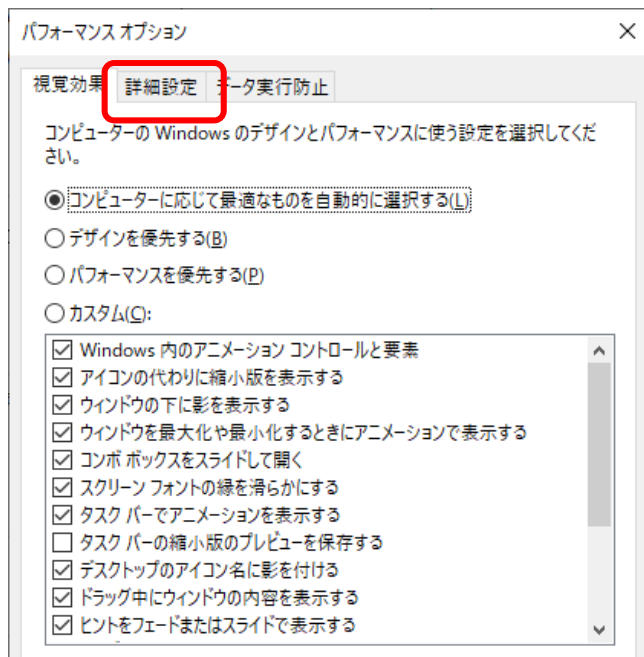 パフォーマンス オプション
視覚効果 詳細設定 データ実行防止
コンピューターの Windows のデザインとパフォーマンスに使う設定を選択してくだ
さい。
コンピューターに応じて最適なものを自動的に選択する(L)
デザインを優先する(B)
パフォーマンスを優先する(P)
カスタム(C):
Windows 内のアニメーション コントロールと要素
アイコンの代わりに縮小版を表示する
ウィンドウの下に影を表示する
ウィンドウを最大化や最小化するときにアニメーションで表示する
コンボ ボックスをスライドして開く
スクリーン フォントの縁を滑らかにする
タスク バーでアニメーションを表示する
タスク バーの縮小版のプレビューを保存する
デスクトップのアイコン名に影を付ける
ドラッグ中にウィンドウの内容を表示する
ヒントをフェードまたはスライドで表示する